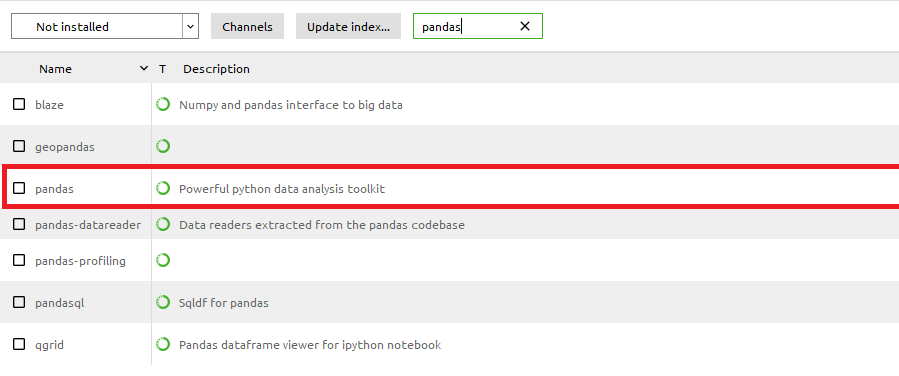 Not installed Channels Update index... pandas
Name T Description
blaze Numpy and pandas interface to big data
geopandas
pandas Powerful python data analysis toolkit
pandas-datareader Data readers extracted from the pandas codebase
pandas-profiling
pandasql Sqldf for pandas
qgrid Pandas dataframe viewer for ipython notebook